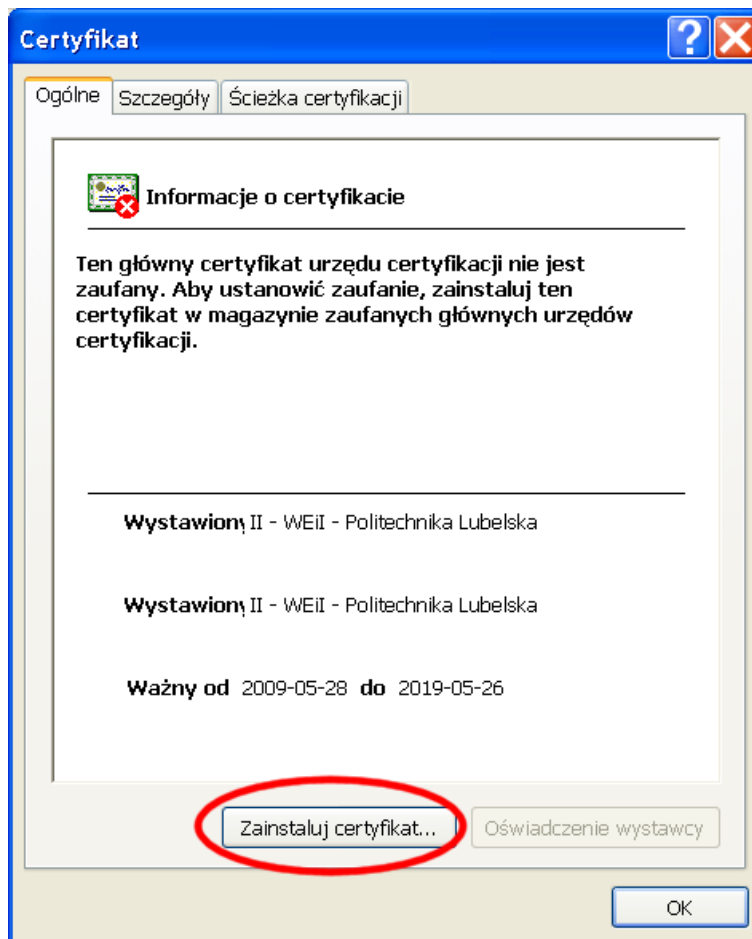 Certyfikat
Ogólne Szczegóły Ścieżka certyfikacji
Informacje o certyfikacie
Ten główny certyfikat urzędu certyfikacji nie jest
zaufany. Aby ustanowić zaufanie, zainstaluj ten
certyfikat w magazynie zaufanych głównych urzędów
certyfikacji.
Wystawiony II - WEiI - Politechnika Lubelska
Wystawiony II - WEiI - Politechnika Lubelska
Ważny od 2009-05-28 do 2019-05-26
Zainstaluj certyfikat... Oświadczenie wystawcy
OK